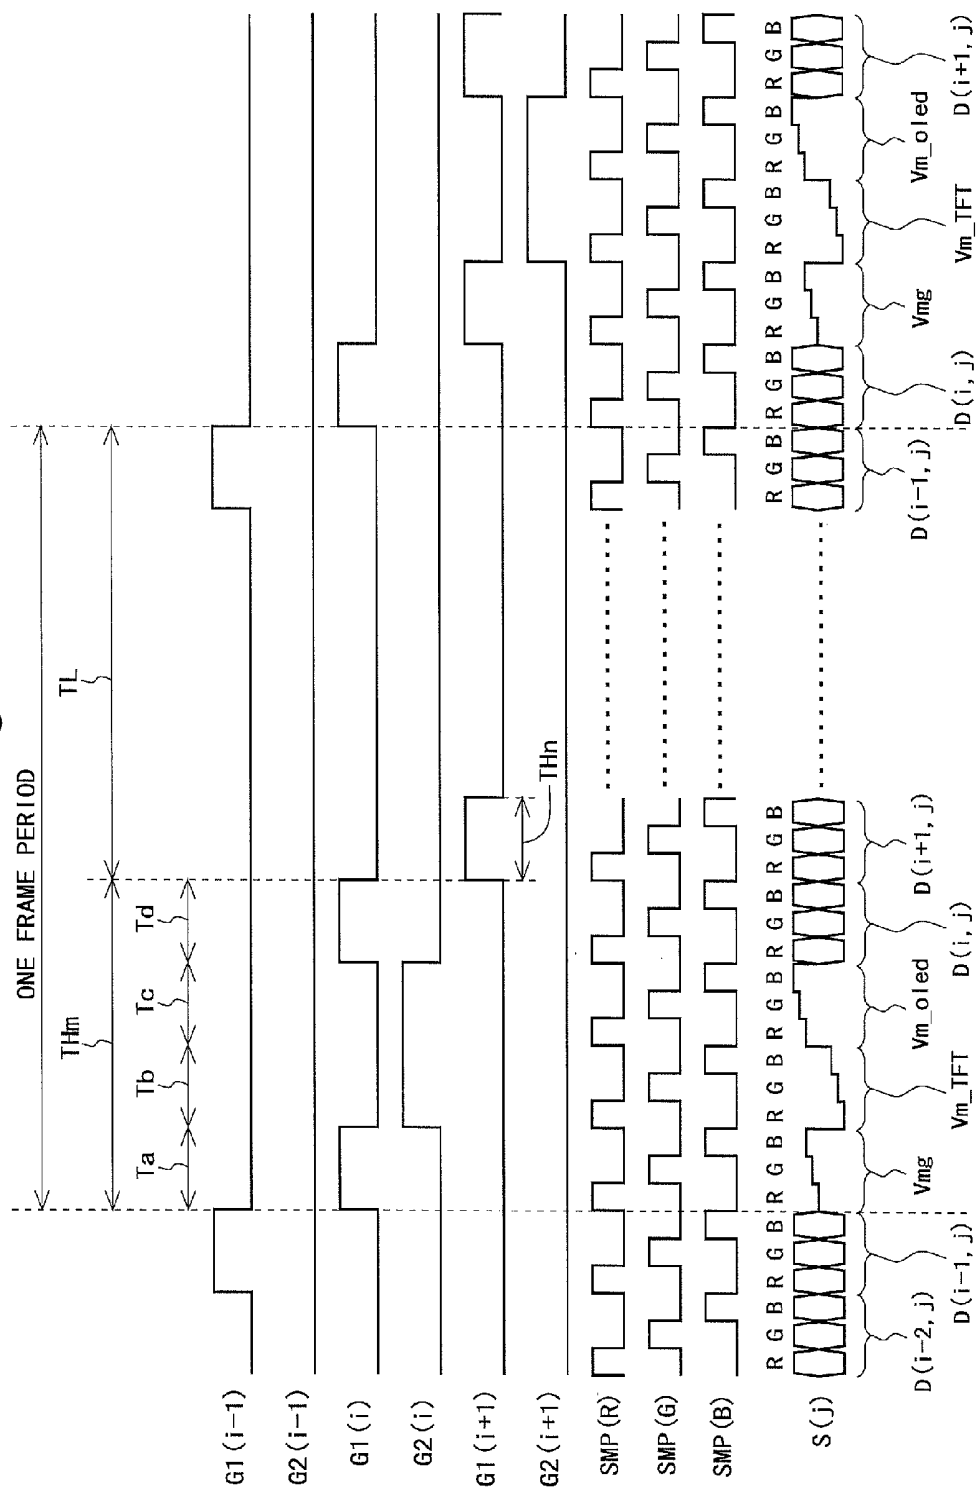 ONE FRAME PERIOD
THm
TL
Ta
Tb
Tc
Td
THn
G1(i-1)
G2(i-1)
G1(i)
G2(i)
G1(i+1)
G2(i+1)
SMP(R)
SMP(G)
SMP(B)
R G B R G B R G B R G B R G B R G B R G B R G B R G B R G B R G B R G B R G B
S(j)
D(i-2,j)
D(i-1,j)
Vmg
Vm_TFT
Vm_oled
D(i,j)
D(i+1,j)
D(i-1,j)
D(i,j)
Vmg
Vm_TFT
Vm_oled
D(i+1,j)